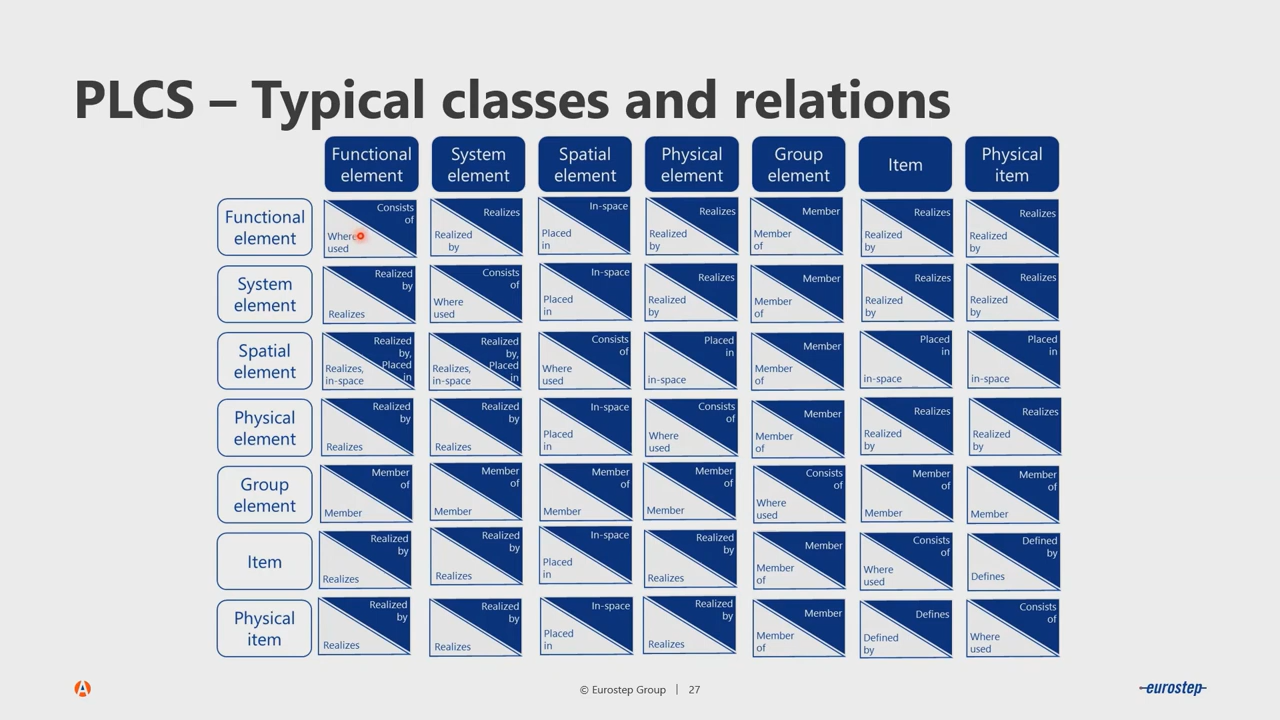 PLCS – Typical classes and relations
Functional
element
System
element
Spatial
element
Physical
element
Group
element
Item
Physical
item
Functional
element
Consists
of
Where
used
Realizes
Realized
by
In-space
Placed
in
Realizes
Realized
by
Member
Member
of
Realizes
Realized
by
Realizes
Realized
by
System
element
Realized
by
Realizes
Consists
of
Where
used
In-space
Placed
in
Realizes
Realized
by
Member
Member
of
Realizes
Realized
by
Realizes
Realized
by
Spatial
element
Realized
by,
Placed
in
Realizes,
in-space
Realized
by,
Placed
in
Realizes,
in-space
Consists
of
Where
used
Placed
in
in-space
Member
Member
of
Placed
in
in-space
Placed
in
in-space
Physical
element
Realized
by
Realizes
Realized
by
Realizes
In-space
Placed
in
Consists
of
Where
used
Member
Member
of
Realizes
Realized
by
Realizes
Realized
by
Group
element
Member
of
Member
Member
of
Member
Member
of
Member
Member
of
Member
Consists
of
Where
used
Member
of
Member
Member
of
Member
Item
Realized
by
Realizes
Realized
by
Realizes
In-space
Placed
in
Realized
by
Realizes
Member
Member
of
Consists
of
Where
used
Defined
by
Defines
Physical
item
Realized
by
Realizes
Realized
by
Realizes
In-space
Placed
in
Realized
by
Realizes
Member
Member
of
Defines
Defined
by
Consists
of
Where
used
A
© Eurostep Group | 27
eurostep